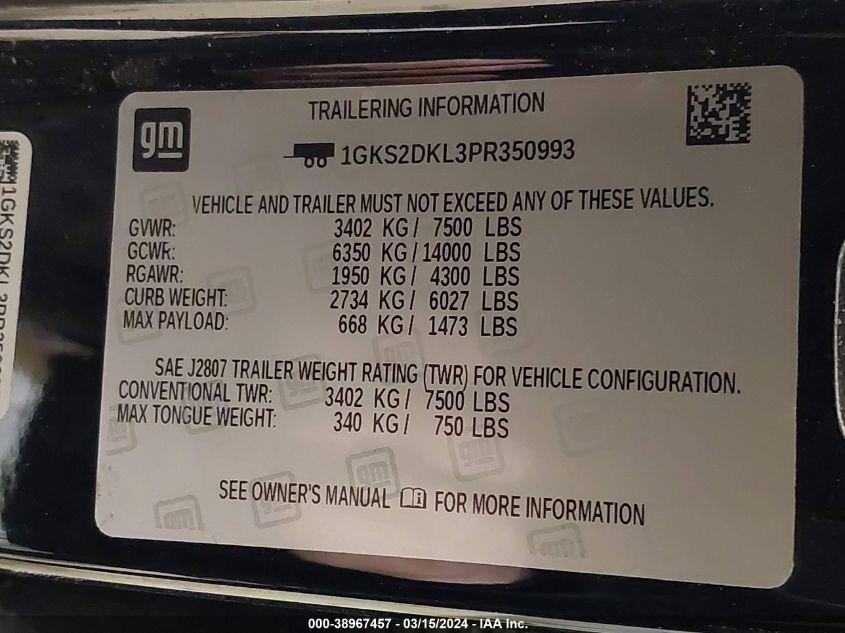 gm
TRAILERING INFORMATION
1GKS2DKL3PR350993
VEHICLE AND TRAILER MUST NOT EXCEED ANY OF THESE VALUES.
GVWR: 3402 KG/ 7500 LBS
GCWR: 6350 KG/14000 LBS
RGAWR: 1950 KG/ 4300 LBS
CURB WEIGHT: 2734 KG/ 6027 LBS
MAX PAYLOAD: 668 KG/ 1473 LBS
SAE J2807 TRAILER WEIGHT RATING (TWR) FOR VEHICLE CONFIGURATION.
CONVENTIONAL TWR: 3402 KG/ 7500 LBS
MAX TONGUE WEIGHT: 340 KG/ 750 LBS
SEE OWNER'S MANUAL FOR MORE INFORMATION
000-38967457 - 03/15/2024 - IAA Inc.